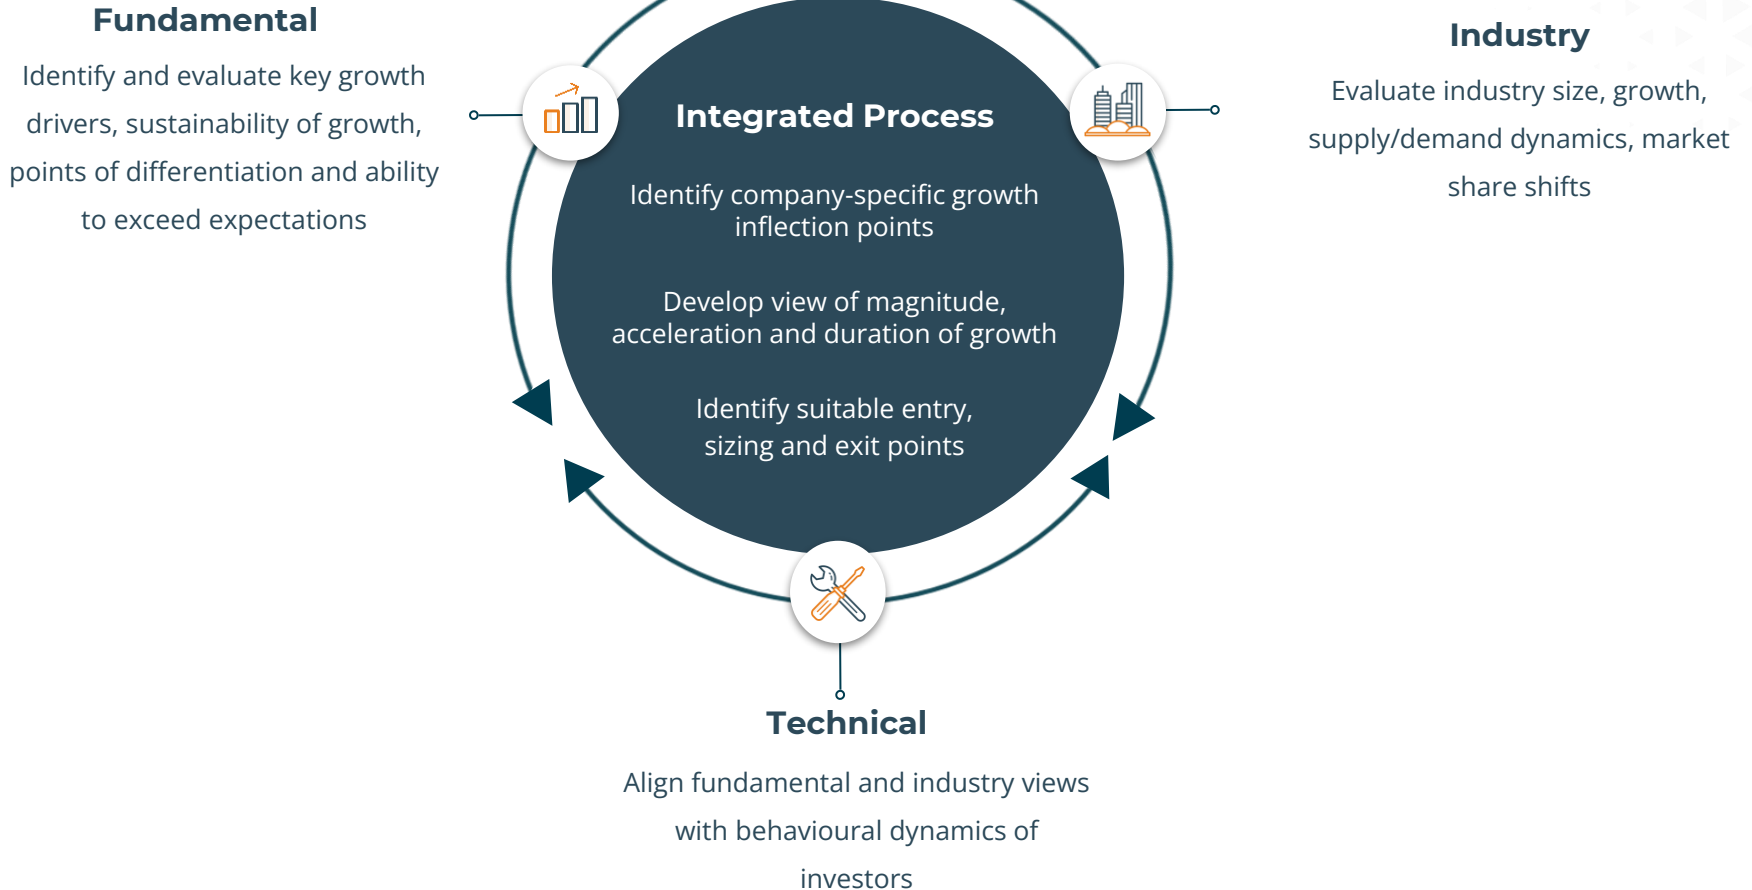 Fundamental
Identify and evaluate key growth
drivers, sustainability of growth,
points of differentiation and ability
to exceed expectations
Integrated Process
Identify company-specific growth
inflection points
Develop view of magnitude,
acceleration and duration of growth
Identify suitable entry,
sizing and exit points
Industry
Evaluate industry size, growth,
supply/demand dynamics, market
share shifts
Technical
Align fundamental and industry views
with behavioural dynamics of
investors